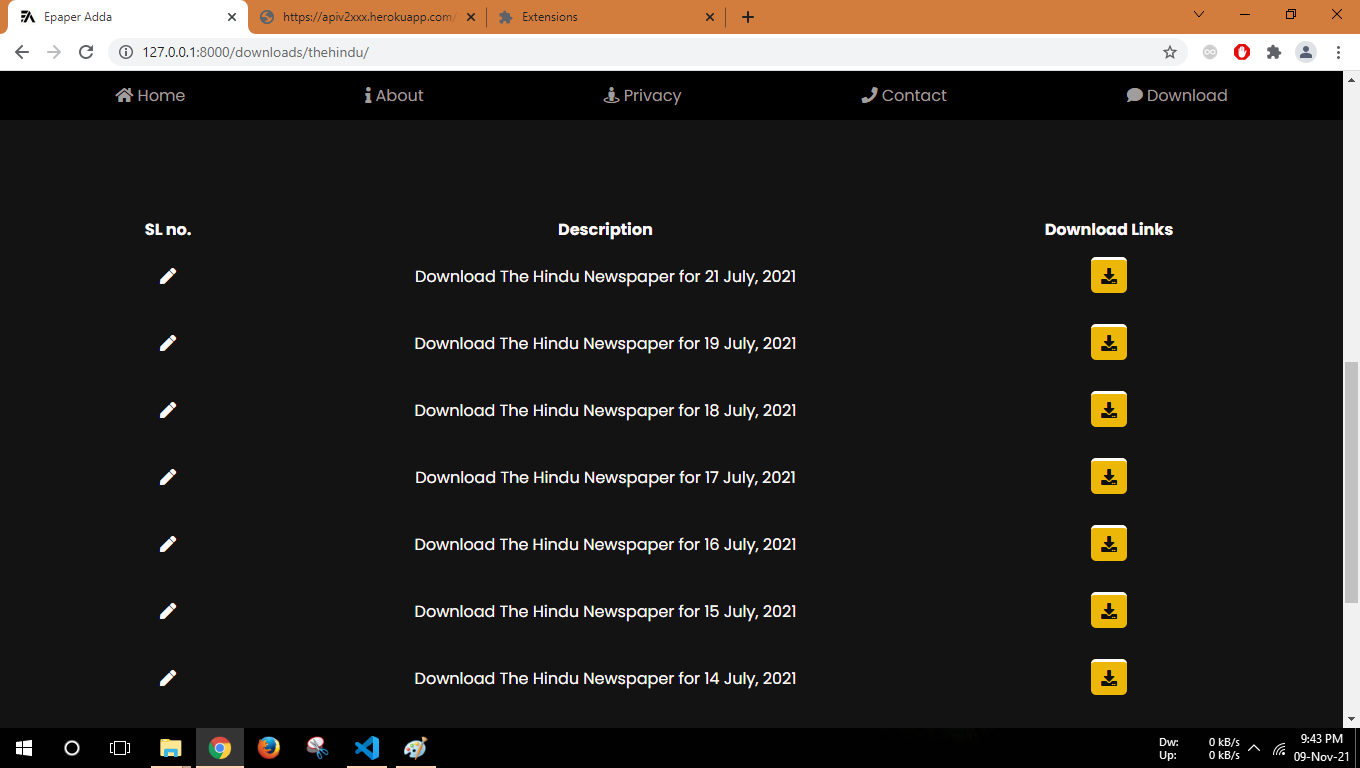 Epaper Adda
https://apiv2xxx.herokuapp.com/
Extensions
127.0.0.1:8000/downloads/thehindu/
Home About Privacy Contact Download
SL no. Description Download Links
Download The Hindu Newspaper for 21 July, 2021
Download The Hindu Newspaper for 19 July, 2021
Download The Hindu Newspaper for 18 July, 2021
Download The Hindu Newspaper for 17 July, 2021
Download The Hindu Newspaper for 16 July, 2021
Download The Hindu Newspaper for 15 July, 2021
Download The Hindu Newspaper for 14 July, 2021
Dw: 0 kB/s
Up: 0 kB/s
9:43 PM
09-Nov-21